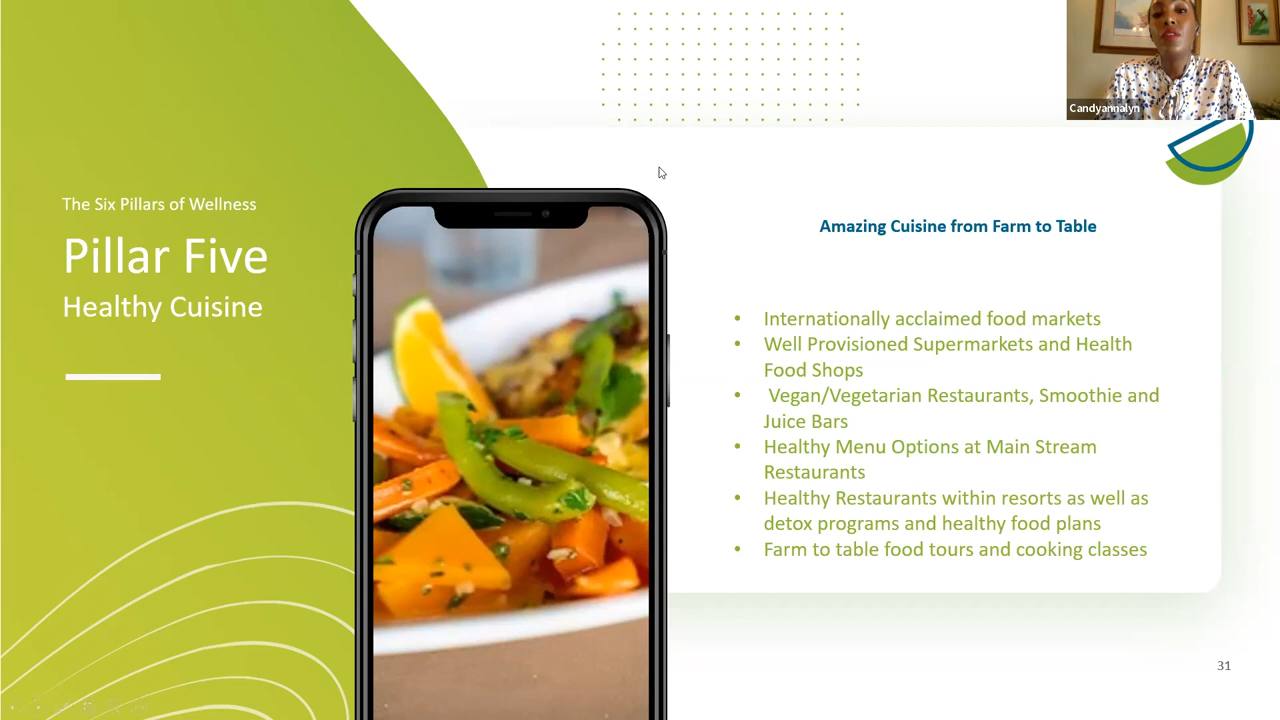 Candyannalyn
The Six Pillars of Wellness
Pillar Five
Healthy Cuisine
Amazing Cuisine from Farm to Table
• Internationally acclaimed food markets
• Well Provisioned Supermarkets and Health
Food Shops
• Vegan/Vegetarian Restaurants, Smoothie and
Juice Bars
• Healthy Menu Options at Main Stream
Restaurants
• Healthy Restaurants within resorts as well as
detox programs and healthy food plans
• Farm to table food tours and cooking classes
31